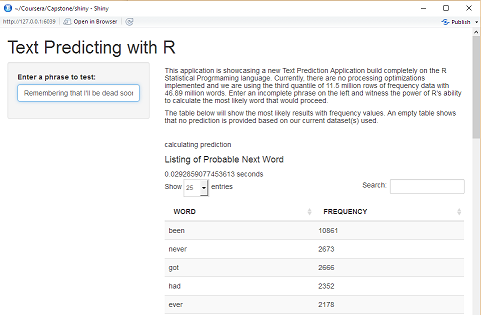 ~/Coursera/Capstone/shiny - Shiny
http://127.0.0.1:6039 Open in Browser Publish
Text Predicting with R
Enter a phrase to test:
Remembering that I'll be dead soon
This application is showcasing a new Text Prediction Application build completely on the R
Statistical Progrmaming language. Currently, there are no processing optimizations
implemented and we are using the third quantile of 11.5 million rows of frequency data with
46.89 million words. Enter an incomplete phrase on the left and witness the power of R's ability
to calculate the most likely word that would proceed.
The table below will show the most likely results with frequency values. An empty table shows
that no prediction is provided based on our current dataset(s) used.
calculating prediction
Listing of Probable Next Word
0.0292859077453613 seconds
Show 25 entries Search:
WORD FREQUENCY
been 10861
never 2673
got 2666
had 2352
ever 2178